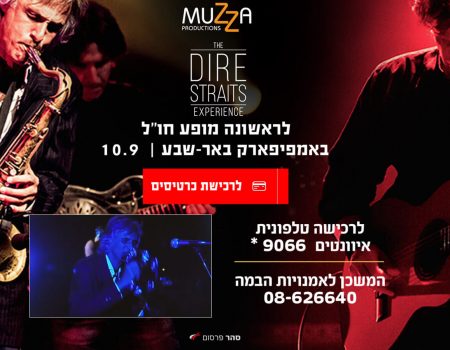 MUZZA
PRODUCTIONS
THE
DIRE
STRAITS
EXPERIENCE
לראשונה מופע חו"ל
באמפיפארק באר-שבע | 10.9
לרכישת כרטיסים
לרכישה טלפונית
איוונטים 9066 *
המשכן לאמנויות הבמה
08-626640
סהר פרסום